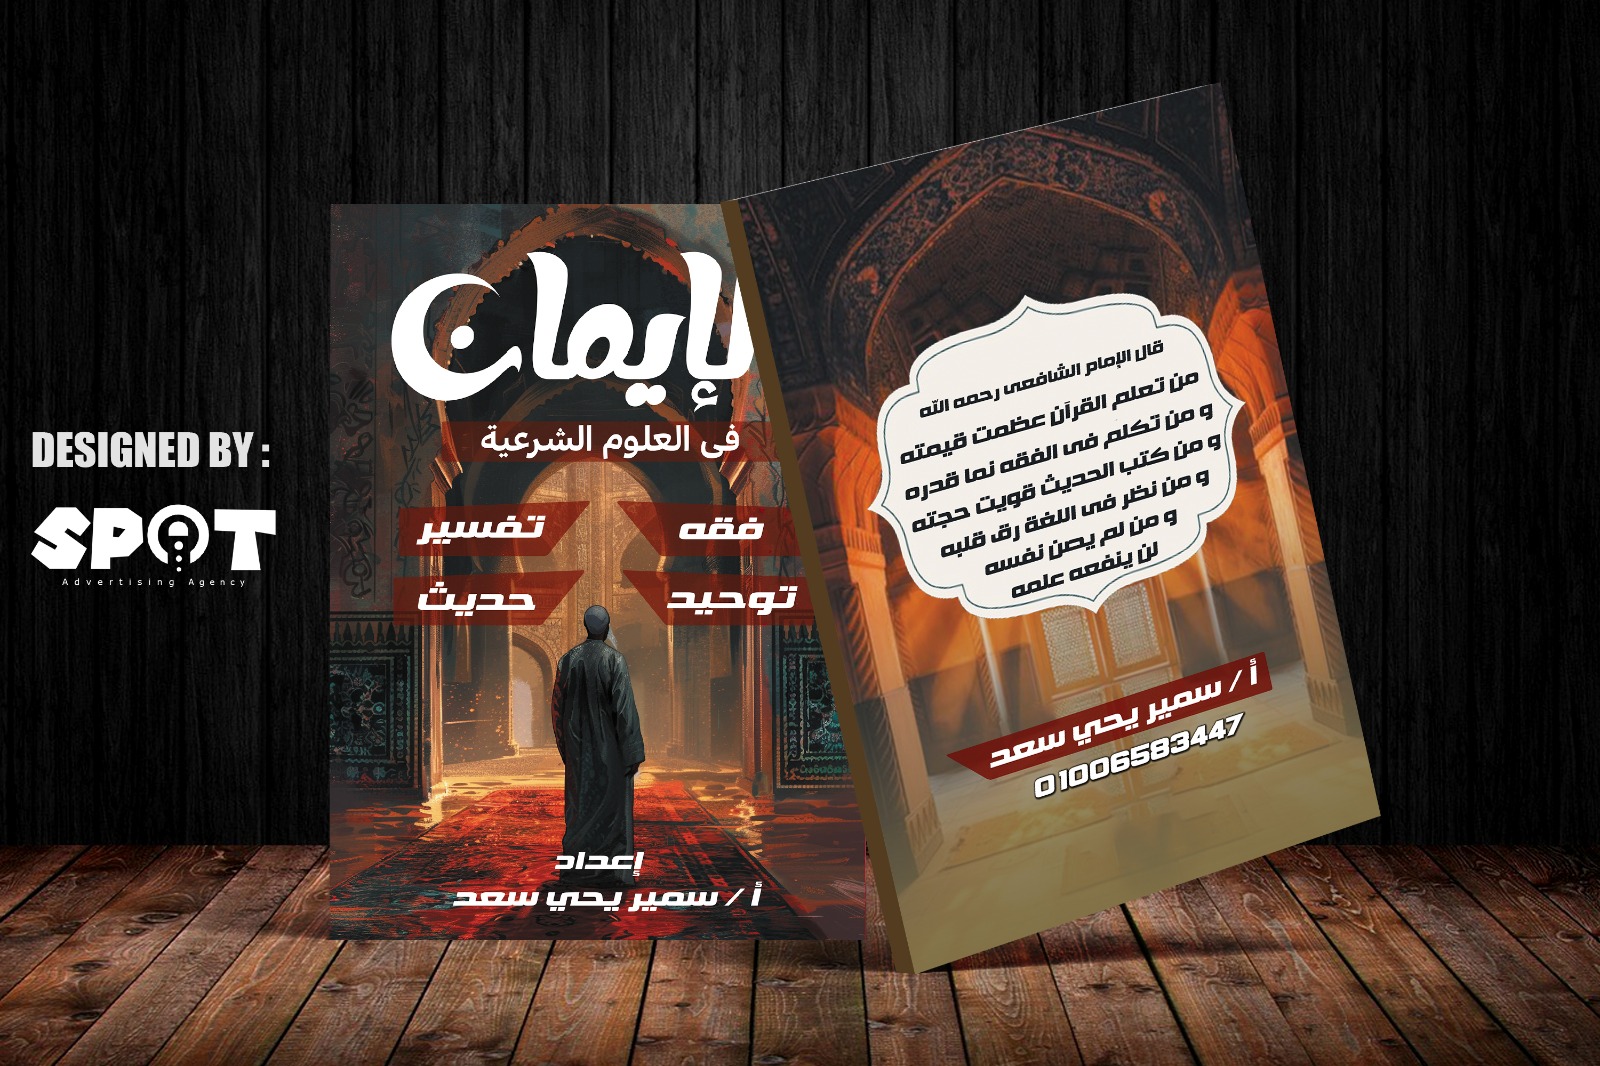 DESIGNED BY :
SPOT
Advertising Agency
لإيمان
فى العلوم الشرعية
فقه
تفسير
توحيد
حديث
إعداد
أ / سمير يحي سعد
قال الإمام الشافعى رحمه الله
من تعلم القرآن عظمت قيمته
و من تكلم فى الفقه نما قدره
و من كتب الحديث قويت حجته
و من نظر فى اللغة رق قلبه
و من لم يصن نفسه
لن ينفعه علمه
أ / سمير يحي سعد
01006583447